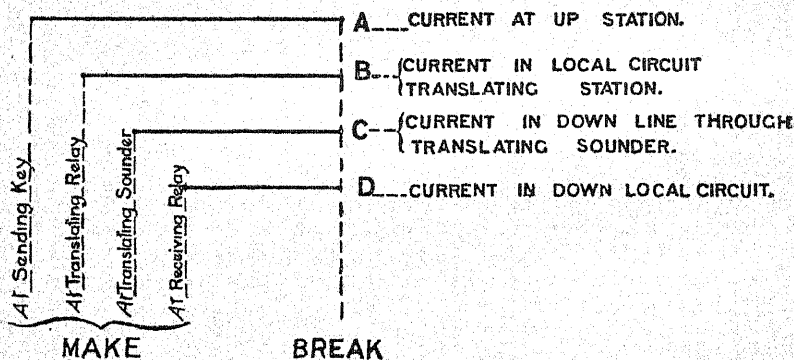 A---CURRENT AT UP STATION.
B---{CURRENT IN LOCAL CIRCUIT
TRANSLATING STATION.
C--{CURRENT IN DOWN LINE THROUGH
TRANSLATING SOUNDER.
D---CURRENT IN DOWN LOCAL CIRCUIT.
At Sending Key
At Translating Relay
At Translating Sounder
At Receiving Relay
MAKE BREAK